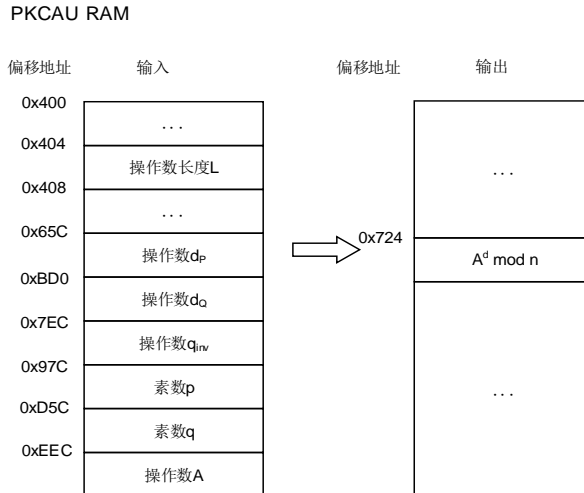 PKCAU RAM
偏移地址 输入 偏移地址 输出
0x400
...
0x404
操作数长度L
0x408
...
0x65C
操作数dP
0xBD0
操作数dQ
0x7EC
操作数qinv
0x97C
素数p
0xD5C
素数q
0xEEC
操作数A
...
0x724
Ad mod n
...